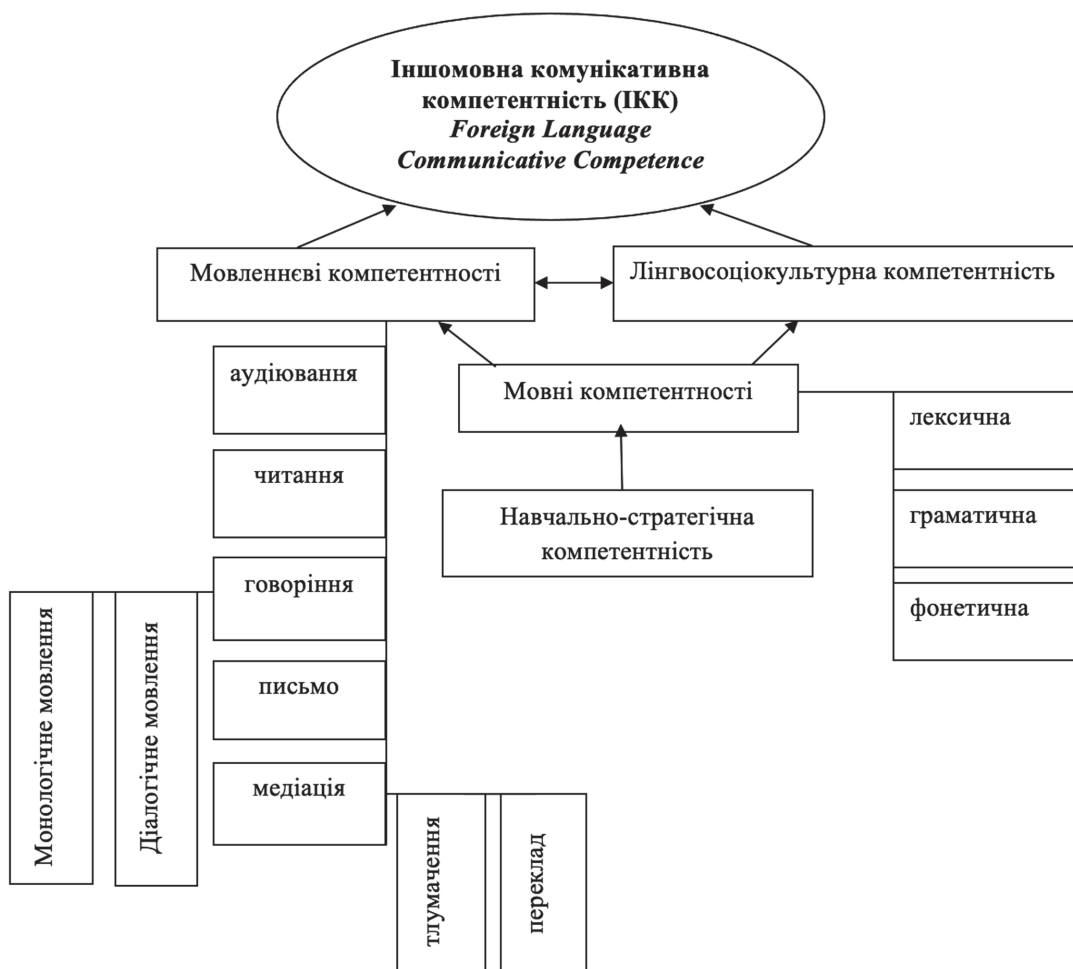 Іншомовна комунікативна
компетентність (ІКК)
Foreign Language
Communicative Competence
Мовленнєві компетентності
Лінгвосоціокультурна компетентність
аудіювання
Мовні компетентності
лексична
читання
Навчально-стратегічна
компетентність
граматична
говоріння
фонетична
Монологічне мовлення
Діалогічне мовлення
письмо
медіація
тлумачення
переклад